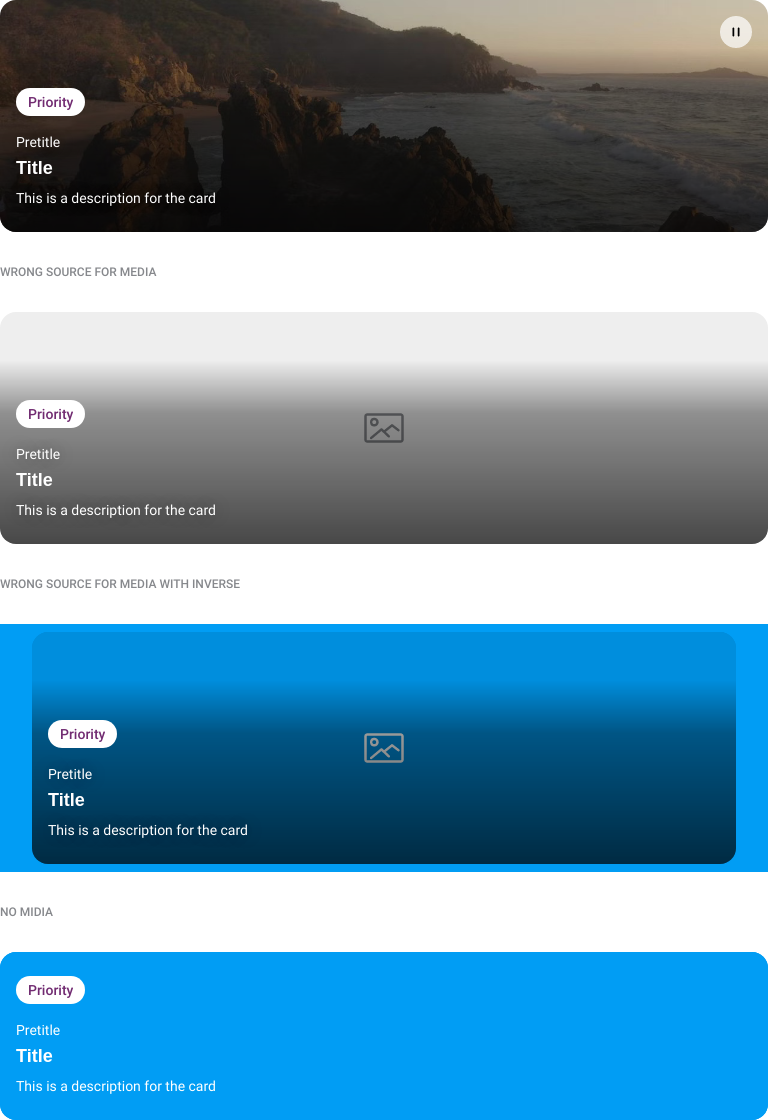 Priority
Pretitle
Title
This is a description for the card
WRONG SOURCE FOR MEDIA
Priority
Pretitle
Title
This is a description for the card
WRONG SOURCE FOR MEDIA WITH INVERSE
Priority
Pretitle
Title
This is a description for the card
NO MIDIA
Priority
Pretitle
Title
This is a description for the card